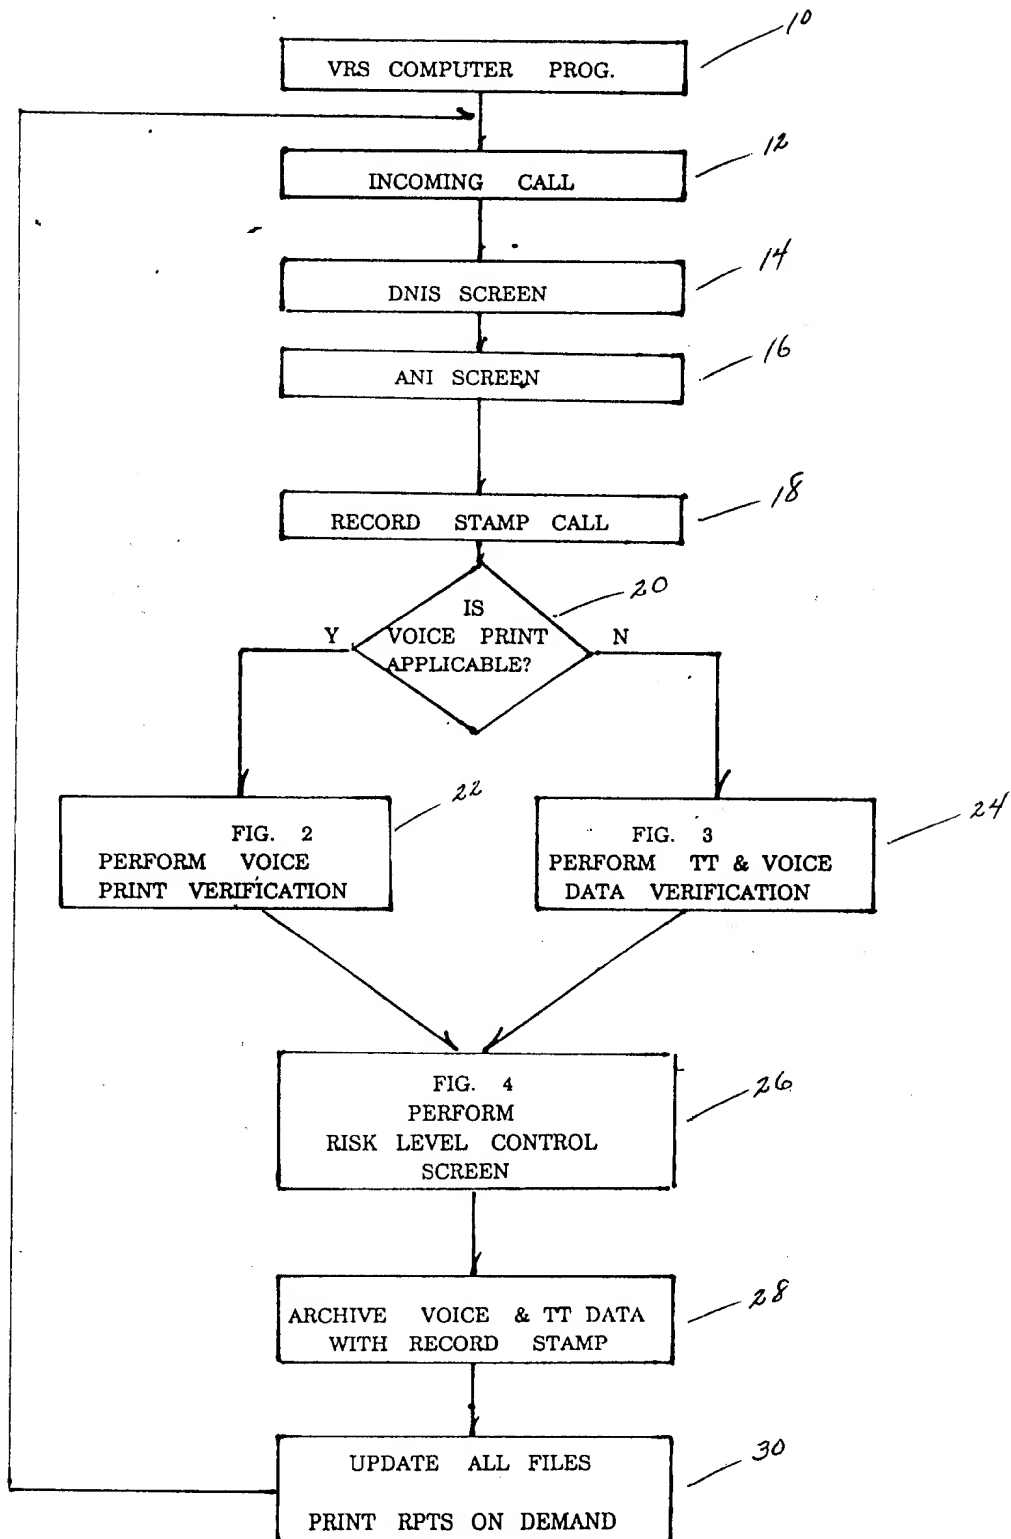 10
VRS COMPUTER PROG.
12
INCOMING CALL
14
DNIS SCREEN
16
ANI SCREEN
18
RECORD STAMP CALL
20
IS
Y VOICE PRINT N
APPLICABLE?
22
24
FIG. 2
PERFORM VOICE
PRINT VERIFICATION
FIG. 3
PERFORM TT & VOICE
DATA VERIFICATION
26
FIG. 4
PERFORM
RISK LEVEL CONTROL
SCREEN
28
ARCHIVE VOICE & TT DATA
WITH RECORD STAMP
30
UPDATE ALL FILES
PRINT RPTS ON DEMAND